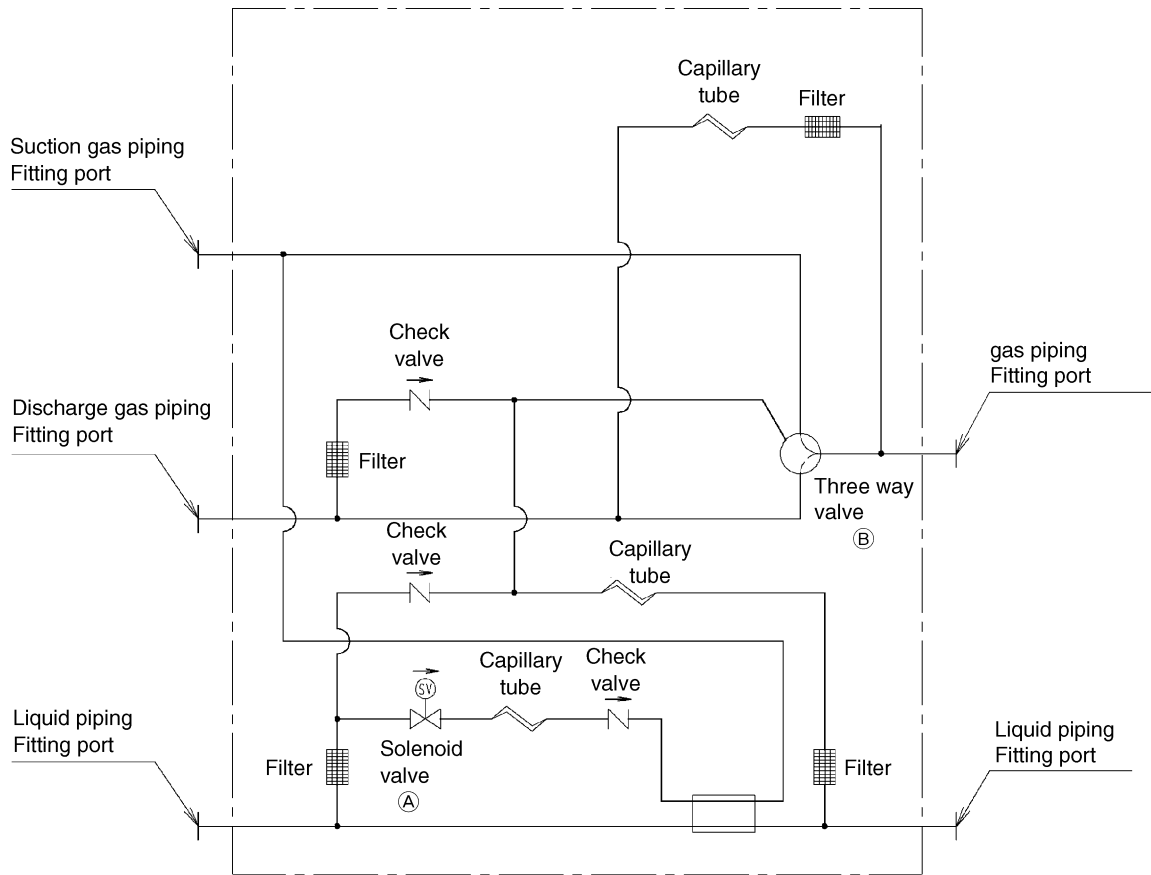 Capillary
tube
Filter
Suction gas piping
Fitting port
Check
valve
gas piping
Fitting port
Discharge gas piping
Fitting port
Filter
Three way
valve
Ⓑ
Check
valve
Capillary
tube
Capillary
tube
Check
valve
SV
Liquid piping
Fitting port
Liquid piping
Fitting port
Filter
Solenoid
valve
Ⓐ
Filter